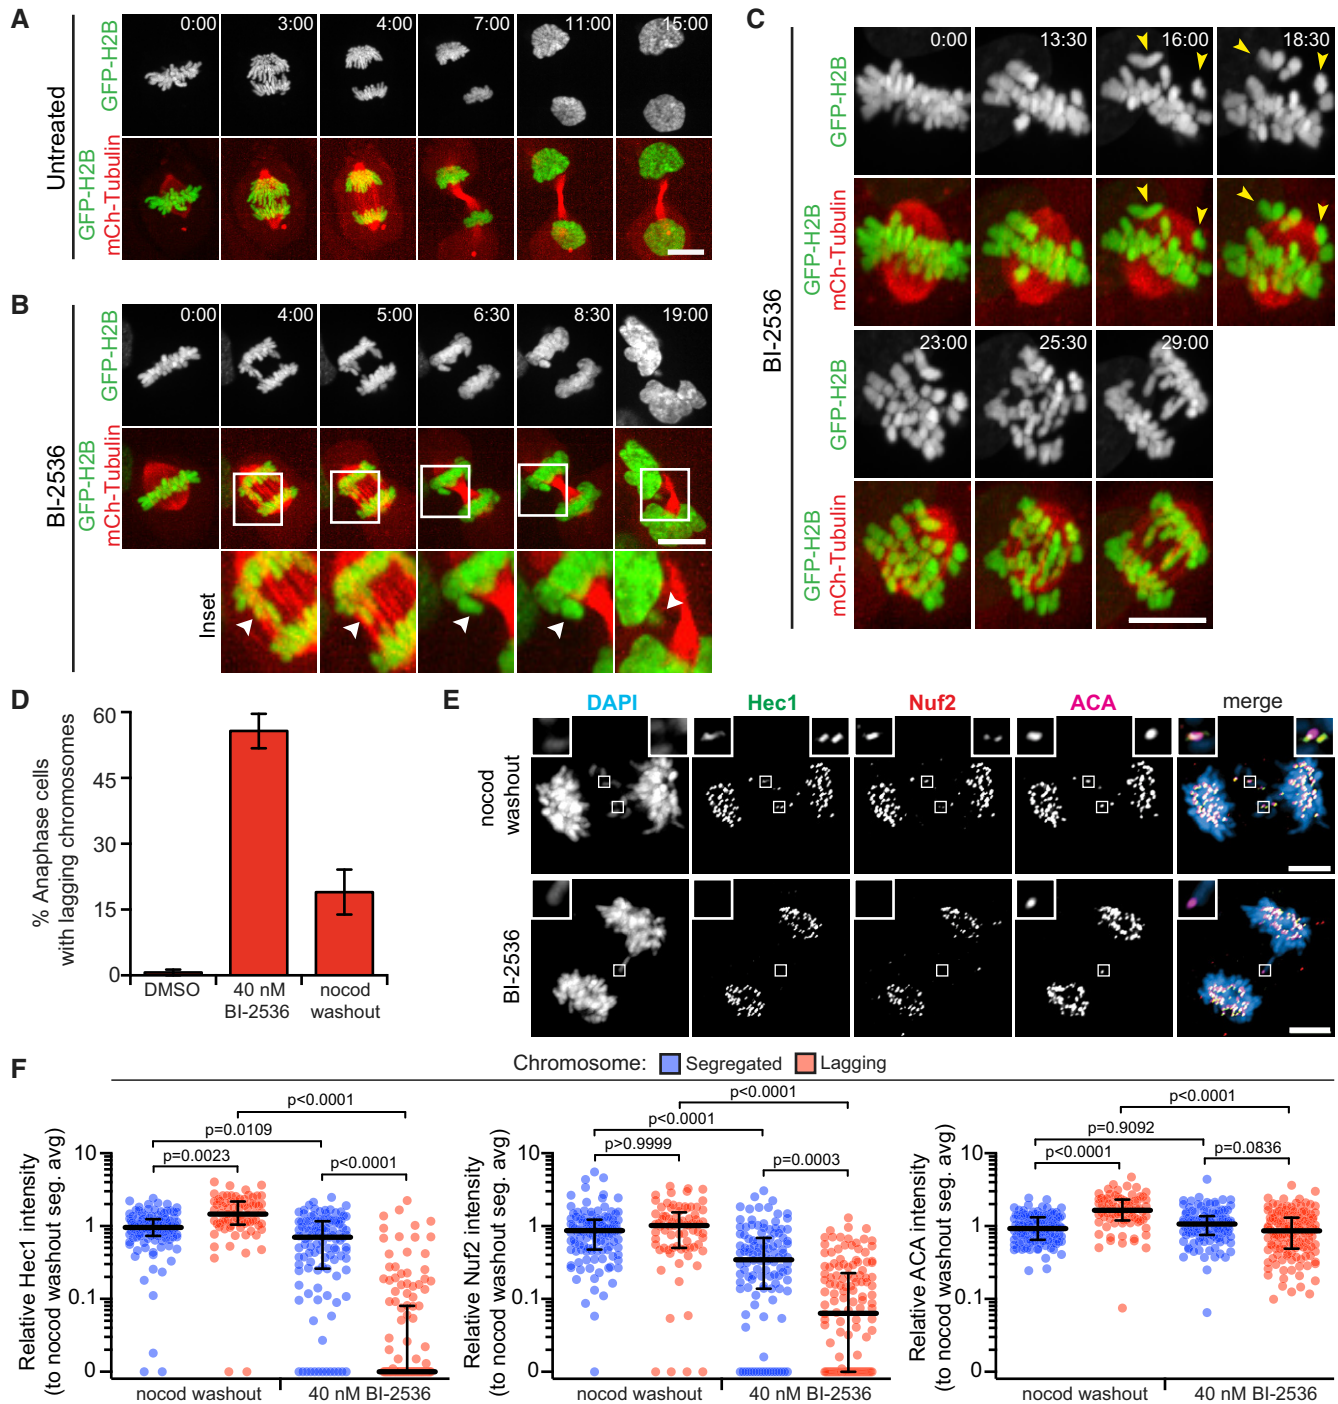 A
Untreated
GFP-H2B
0:00
3:00
4:00
7:00
11:00
15:00
GFP-H2B
mCh-Tubulin
B
BI-2536
GFP-H2B
0:00
4:00
5:00
6:30
8:30
19:00
GFP-H2B
mCh-Tubulin
Inset
C
BI-2536
GFP-H2B
0:00
13:30
16:00
18:30
GFP-H2B
mCh-Tubulin
GFP-H2B
23:00
25:30
29:00
GFP-H2B
mCh-Tubulin
D
% Anaphase cells
with lagging chromosomes
60
45
30
15
0
DMSO
40 nM
BI-2536
nocod
washout
E
DAPI
Hec1
Nuf2
ACA
merge
nocod
washout
BI-2536
F
Chromosome: Segregated Lagging
Relative Hec1 intensity
(to nocod washout seg. avg)
10
1
0.1
0
p<0.0001
p=0.0109
p=0.0023
p<0.0001
nocod washout
40 nM BI-2536
Relative Nuf2 intensity
(to nocod washout seg. avg)
10
1
0.1
0
p<0.0001
p<0.0001
p>0.9999
p=0.0003
nocod washout
40 nM BI-2536
Relative ACA intensity
(to nocod washout seg. avg)
10
1
0.1
0
p<0.0001
p=0.9092
p<0.0001
p=0.0836
nocod washout
40 nM BI-2536